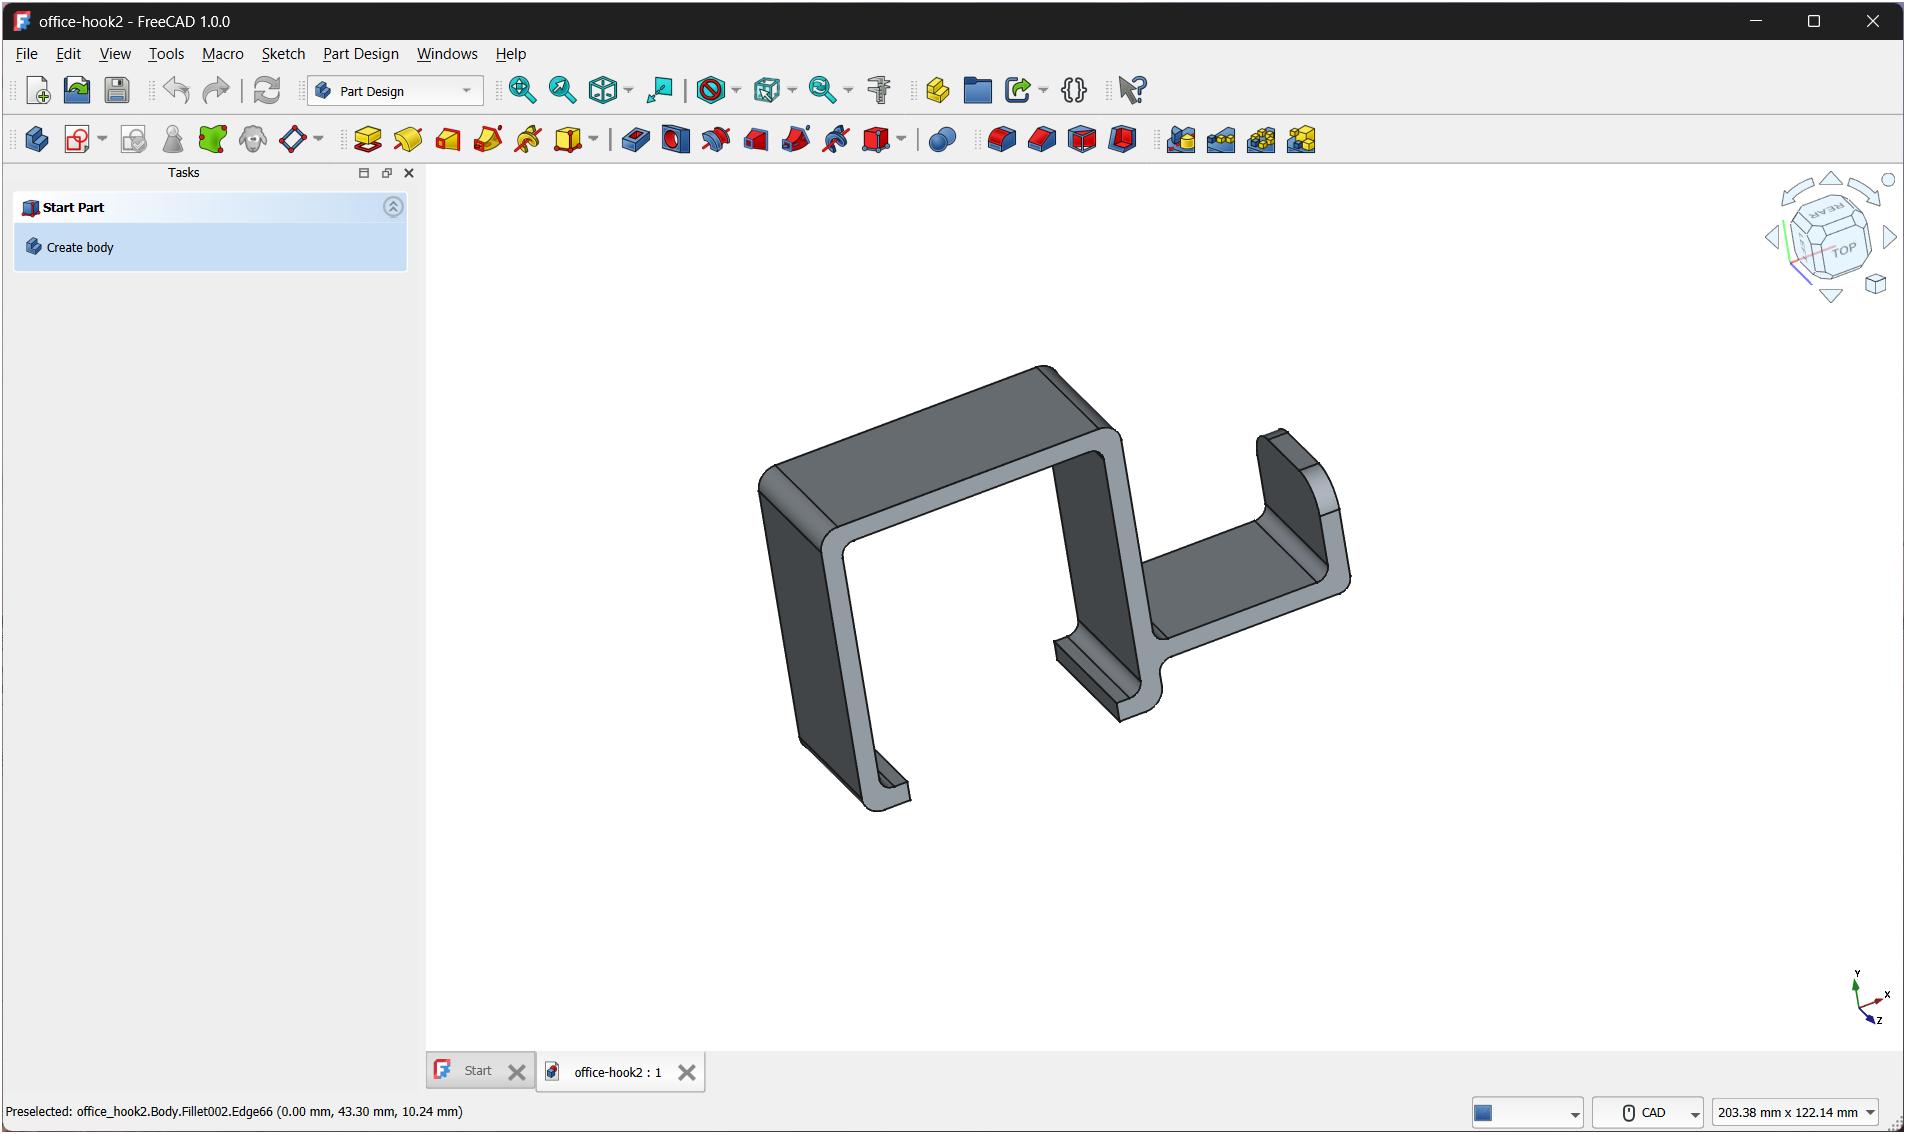 office-hook2 - FreeCAD 1.0.0
File Edit View Tools Macro Sketch Part Design Windows Help
Part Design
Tasks
Start Part
Create body
REAR
LEFT
TOP
Y
X
Z
Start
office-hook2 : 1
Preselected: office_hook2.Body.Fillet002.Edge66 (0.00 mm, 43.30 mm, 10.24 mm)
CAD
203.38 mm x 122.14 mm